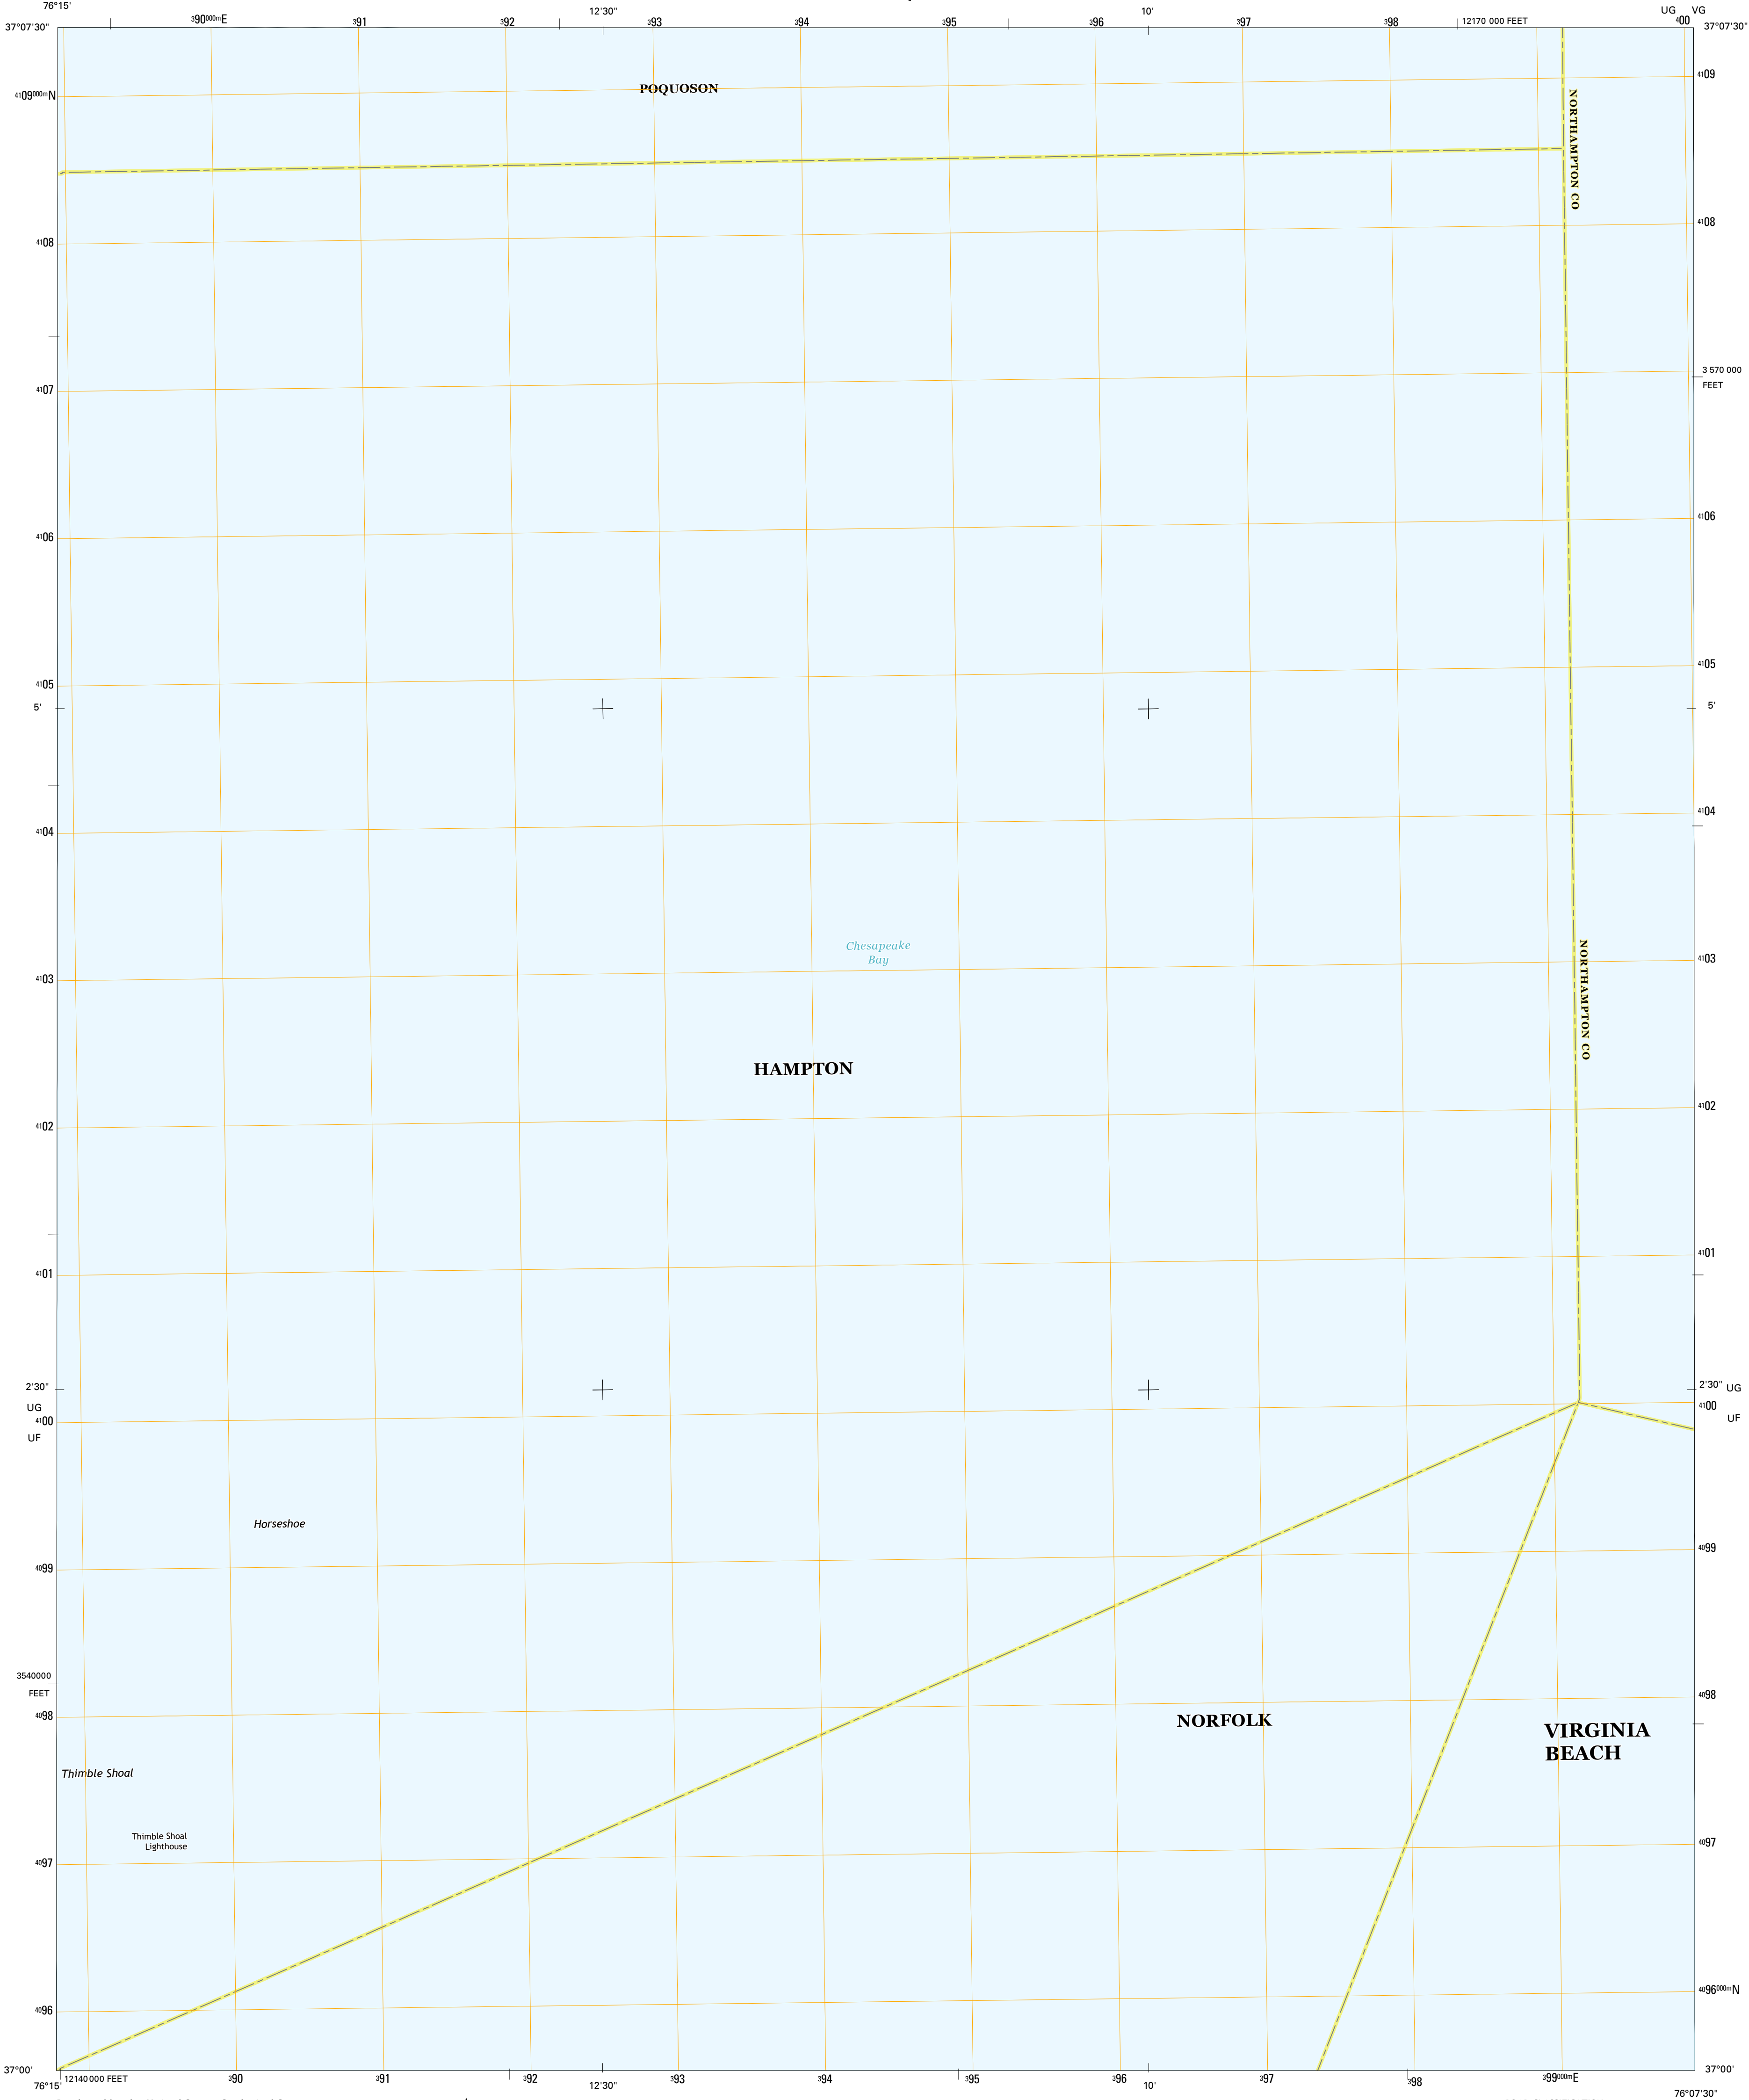 76°15' 12'30" 10' UG VG
37°07'30" 390000mE 391 392 393 394 395 396 397 398 12170 000 FEET 400 37°07'30"
4109
POQUOSON
4109000mN
NORTHAMPTON CO
4108
4108
3 570 000
FEET
4107
4106
4106
4105
4105
5' 5'
4104
4104
Chesapeake
Bay
4103
4103
NORTHAMPTON CO
HAMPTON
4102
4102
4101
4101
2'30" 2'30" UG
UG
4100
4100
UF
UF
Horseshoe
4099
4099
3540000
FEET
4098
4098
NORFOLK
VIRGINIA
BEACH
Thimble Shoal
Thimble Shoal
Lighthouse
4097
4097
4096000mN
4096
37°00' 37°00'
12140 000 FEET 390 391 392 393 394 395 396 397 398 399000mE
76°15' 12'30" 10' 76°07'30"